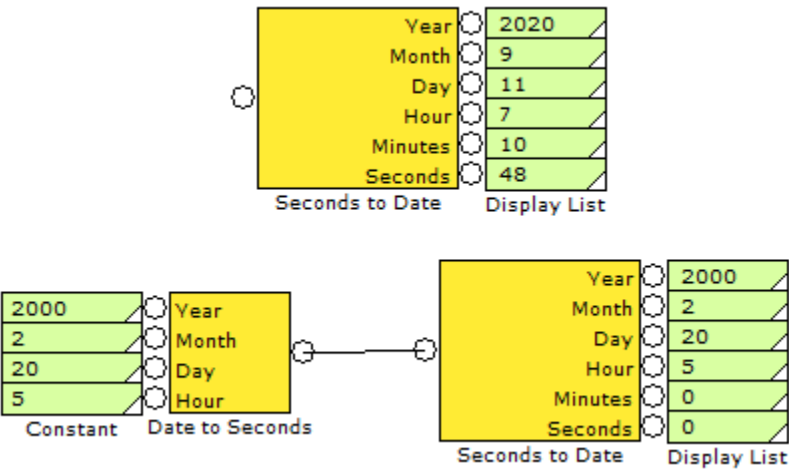 Year 2020
Month 9
Day 11
Hour 7
Minutes 10
Seconds 48
Seconds to Date Display List
2000 Year
2 Month
20 Day
5 Hour
Constant Date to Seconds
Year 2000
Month 2
Day 20
Hour 5
Minutes 0
Seconds 0
Seconds to Date Display List